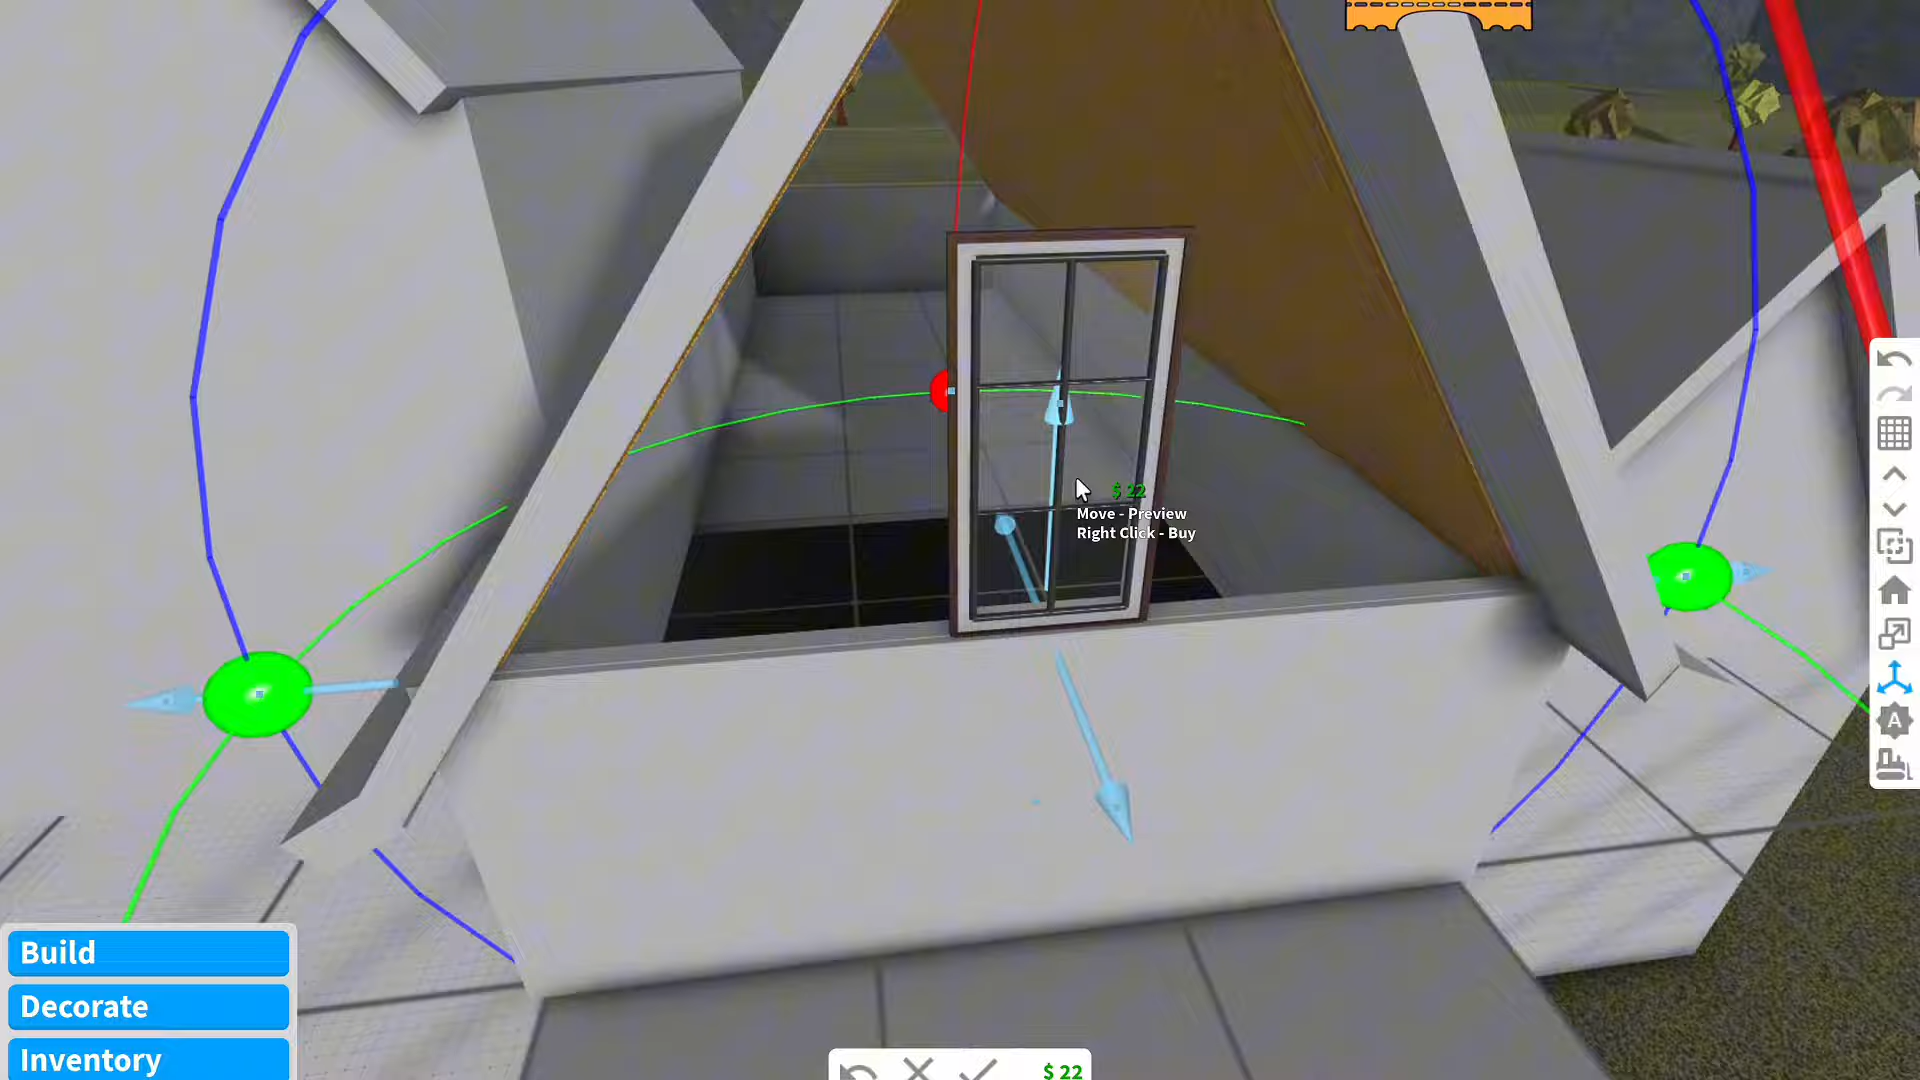 $ 22
Move - Preview
Right Click - Buy
A
Build
Decorate
Inventory
$ 22